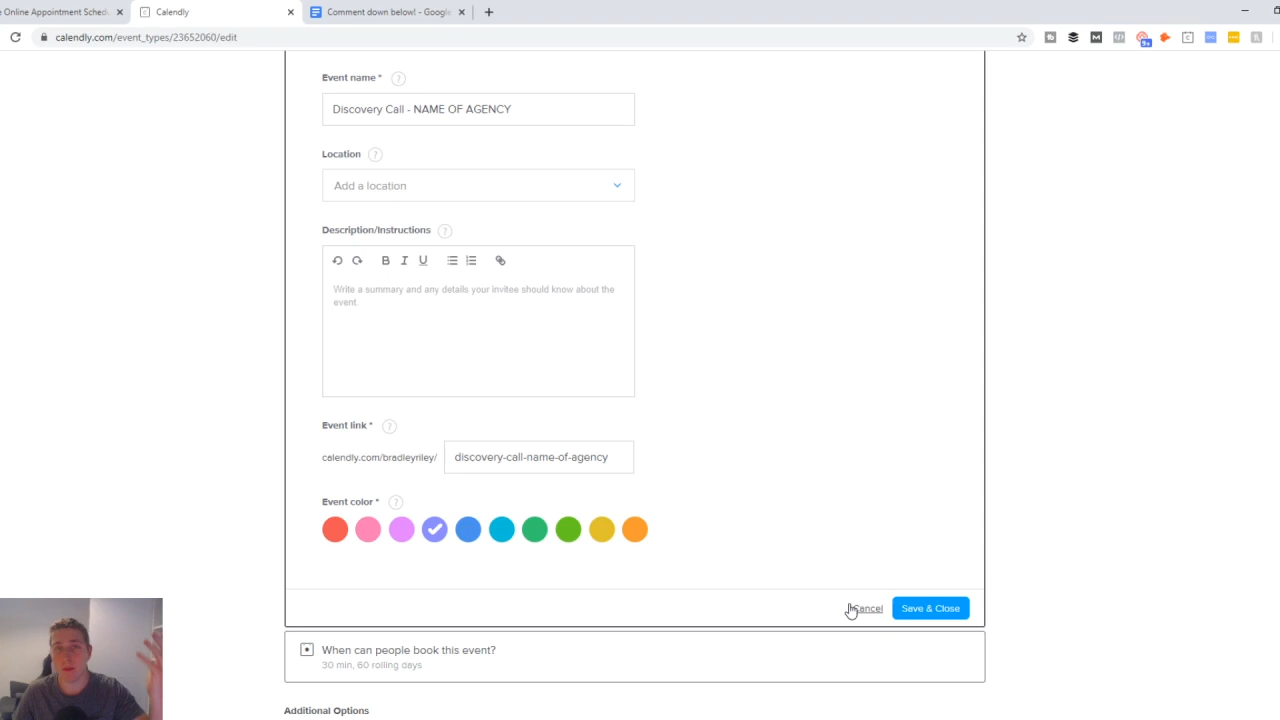 e Online Appointment Schedu
Calendly
Comment down below! - Google
calendly.com/event_types/23652060/edit
9+
Event name *
Discovery Call - NAME OF AGENCY
Location
Add a location
Description/Instructions
B I U
Write a summary and any details your invitee should know about the
event.
Event link *
calendly.com/bradleyriley/
discovery-call-name-of-agency
Event color *
Cancel
Save & Close
When can people book this event?
30 min, 60 rolling days
Additional Options